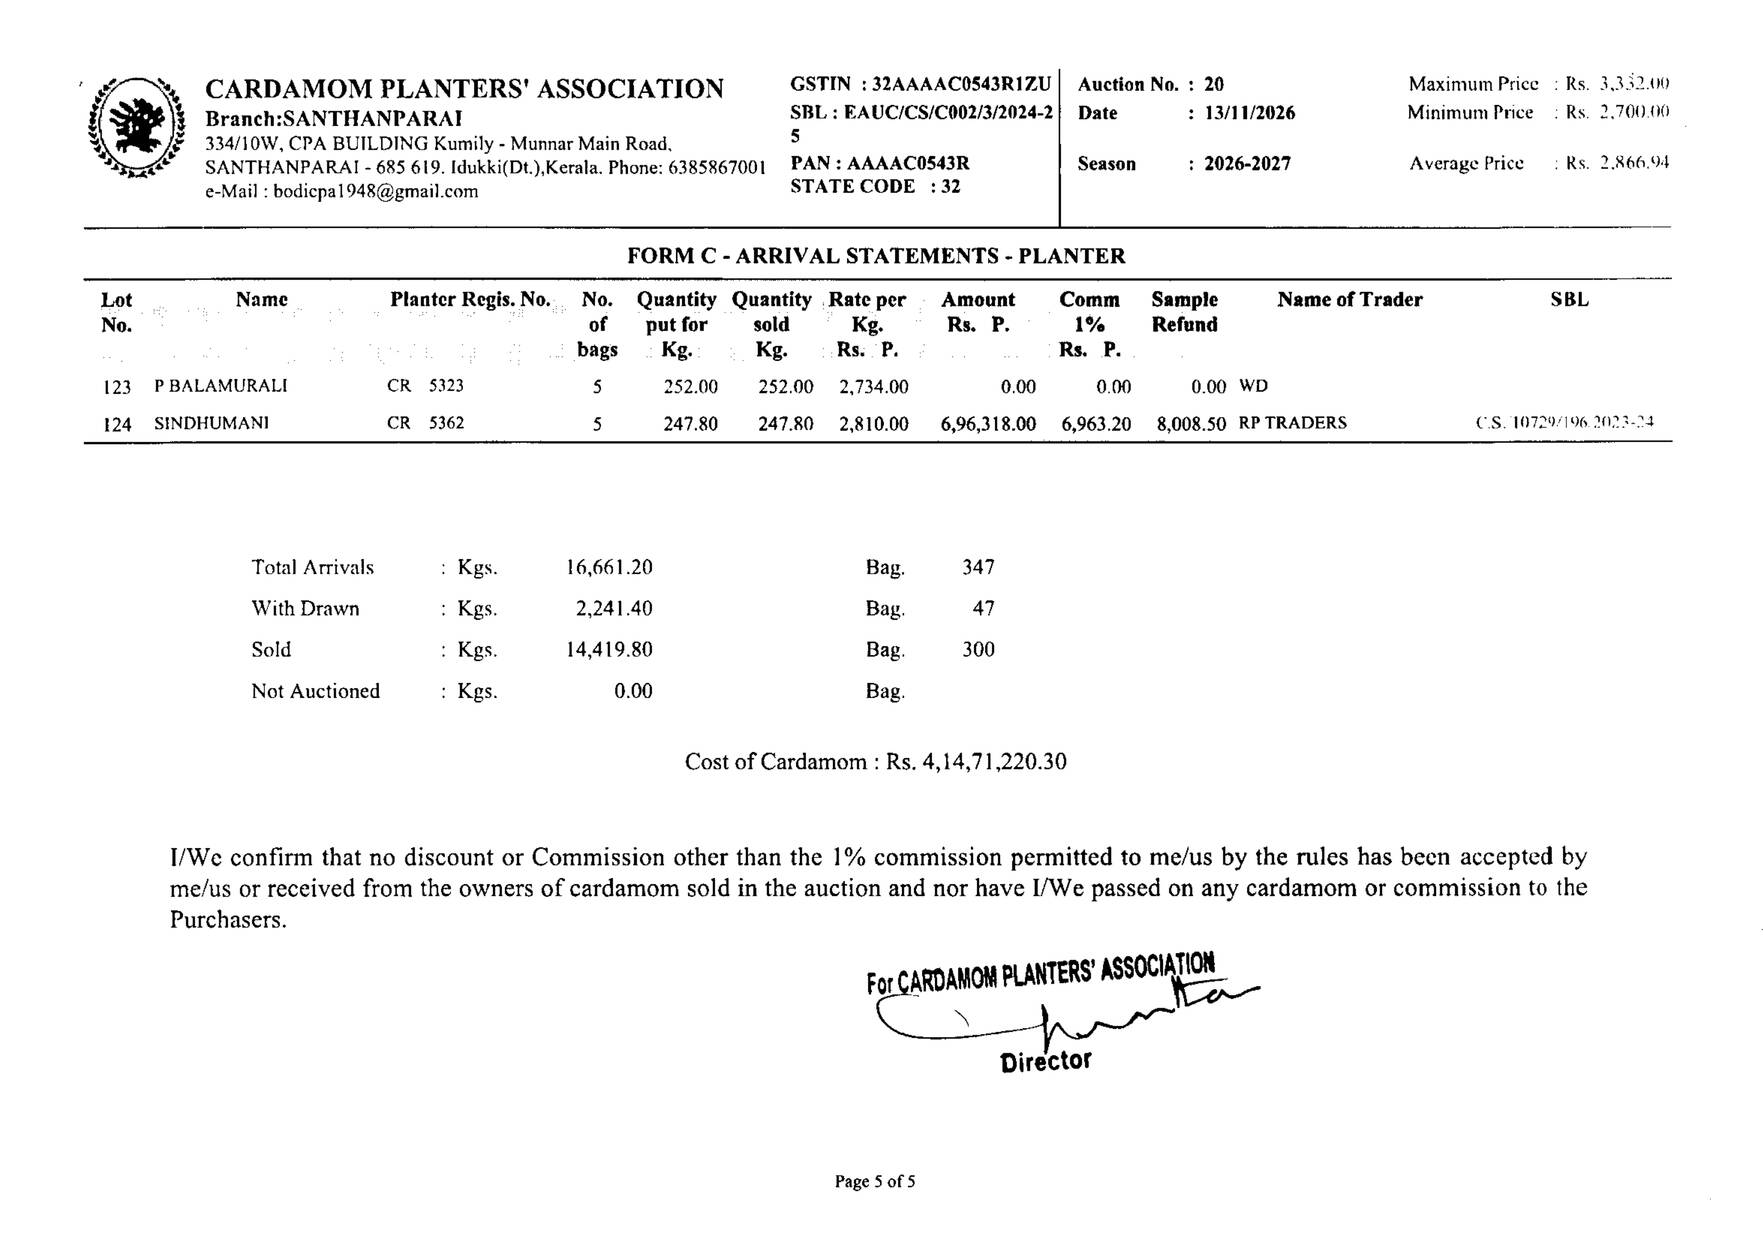 CARDAMOM PLANTERS' ASSOCIATION
Branch:SANTHANPARAI
334/10W, CPA BUILDING Kumily - Munnar Main Road,
SANTHANPARAI - 685 619. Idukki(Dt.),Kerala. Phone: 6385867001
e-Mail : bodicpa1948@gmail.com
GSTIN : 32AAAAC0543R1ZU
SBL : EAUC/CS/C002/3/2024-2
5
PAN : AAAAC0543R
STATE CODE : 32
Auction No. : 20
Date : 13/11/2026
Season : 2026-2027
Maximum Price : Rs. 3,332.00
Minimum Price : Rs. 2,700.00
Average Price : Rs. 2,866.94
FORM C - ARRIVAL STATEMENTS - PLANTER
Lot Name Planter Regis. No. No. Quantity Quantity Rate per Amount Comm Sample Name of Trader SBL
No. of put for sold Kg. Rs. P. 1% Refund
bags Kg. Kg. Rs. P. Rs. P.
123 P BALAMURALI CR 5323 5 252.00 252.00 2,734.00 0.00 0.00 0.00 WD
124 SINDHUMANI CR 5362 5 247.80 247.80 2,810.00 6,96,318.00 6,963.20 8,008.50 RP TRADERS C.S. 10729/196 2023-24
Total Arrivals : Kgs. 16,661.20 Bag. 347
With Drawn : Kgs. 2,241.40 Bag. 47
Sold : Kgs. 14,419.80 Bag. 300
Not Auctioned : Kgs. 0.00 Bag.
Cost of Cardamom : Rs. 4,14,71,220.30
I/We confirm that no discount or Commission other than the 1% commission permitted to me/us by the rules has been accepted by
me/us or received from the owners of cardamom sold in the auction and nor have I/We passed on any cardamom or commission to the
Purchasers.
For CARDAMOM PLANTERS' ASSOCIATION
Director
Page 5 of 5